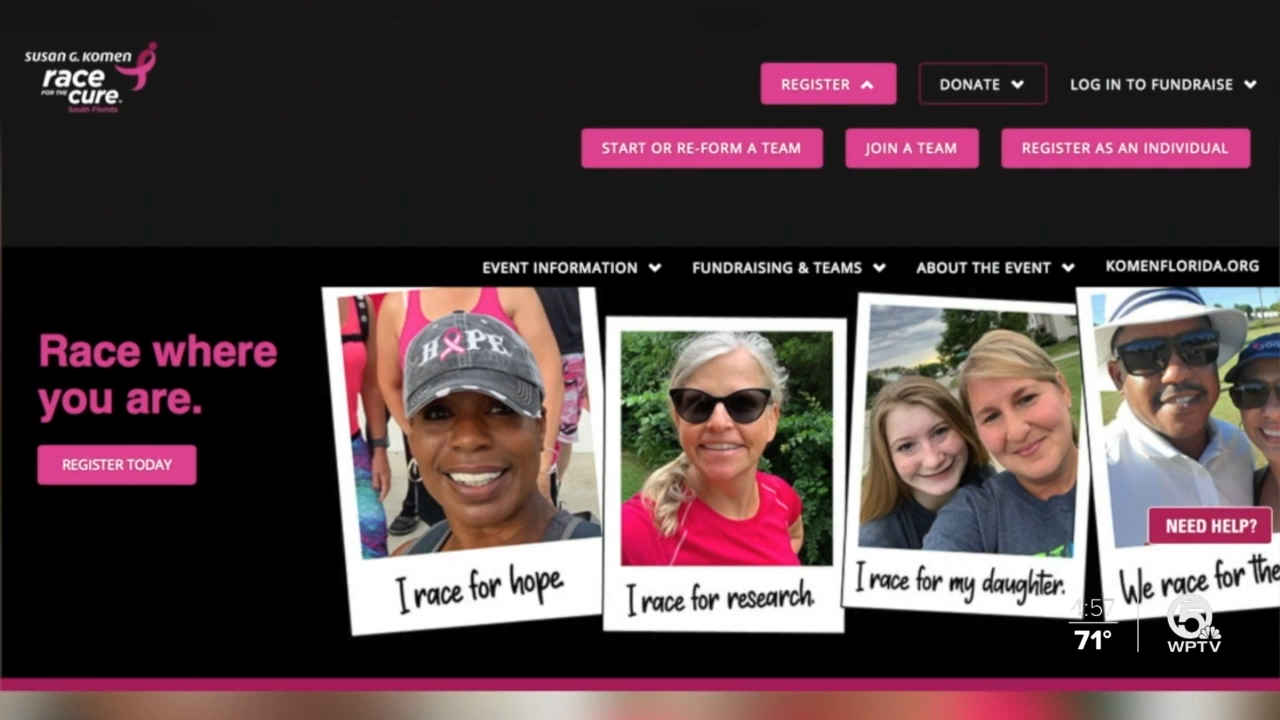 SUSAN G. KOMEN
race
FOR THE
cure.
South Florida
REGISTER
DONATE
LOG IN TO FUNDRAISE
START OR RE-FORM A TEAM
JOIN A TEAM
REGISTER AS AN INDIVIDUAL
EVENT INFORMATION
FUNDRAISING & TEAMS
ABOUT THE EVENT
KOMENFLORIDA.ORG
Race where
you are.
REGISTER TODAY
HOPE
NEED HELP?
I race for hope.
I race for research.
I race for my daughter.
We race for the
4:57
71°
5
WPTV